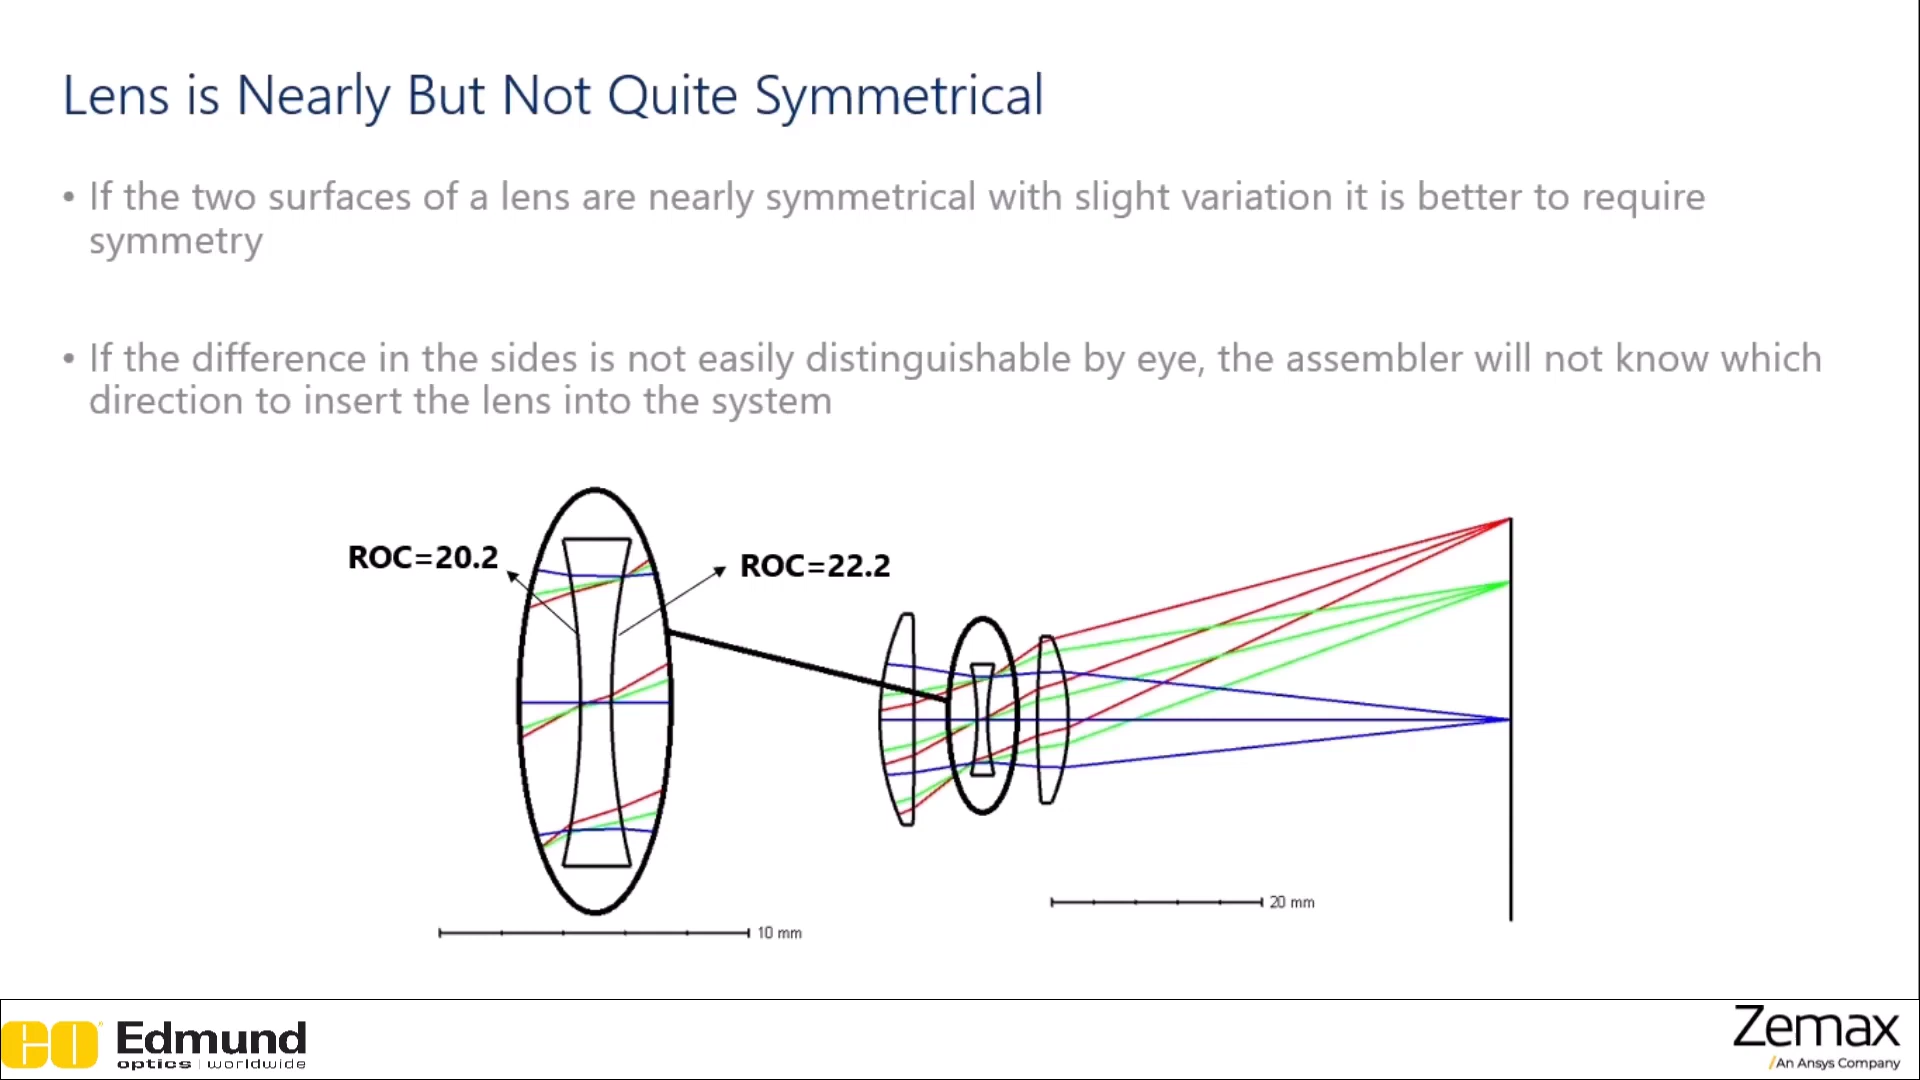 Lens is Nearly But Not Quite Symmetrical
• If the two surfaces of a lens are nearly symmetrical with slight variation it is better to require
symmetry
• If the difference in the sides is not easily distinguishable by eye, the assembler will not know which
direction to insert the lens into the system
ROC=20.2
ROC=22.2
20 mm
10 mm
EO Edmund
optics | worldwide
Zemax
/An Ansys Company